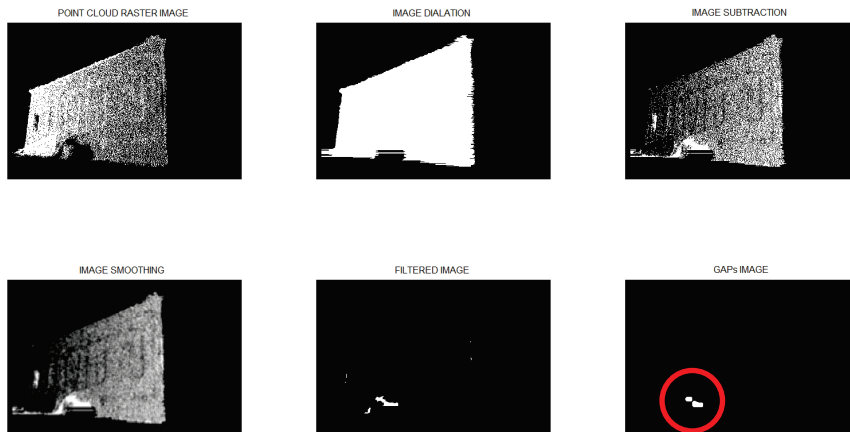 POINT CLOUD RASTER IMAGE
IMAGE DIALATION
IMAGE SUBTRACTION
IMAGE SMOOTHING
FILTERED IMAGE
GAPs IMAGE